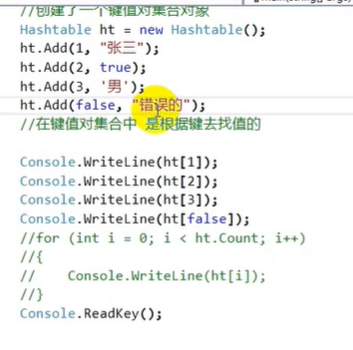 //创建了一个键值对集合对象
Hashtable ht = new Hashtable();
ht.Add(1, "张三");
ht.Add(2, true);
ht.Add(3, '男');
ht.Add(false, "错误的");
//在键值对集合中 是根据键去找值的
Console.WriteLine(ht[1]);
Console.WriteLine(ht[2]);
Console.WriteLine(ht[3]);
Console.WriteLine(ht[false]);
//for (int i = 0; i < ht.Count; i++)
//{
//    Console.WriteLine(ht[i]);
//}
Console.ReadKey();